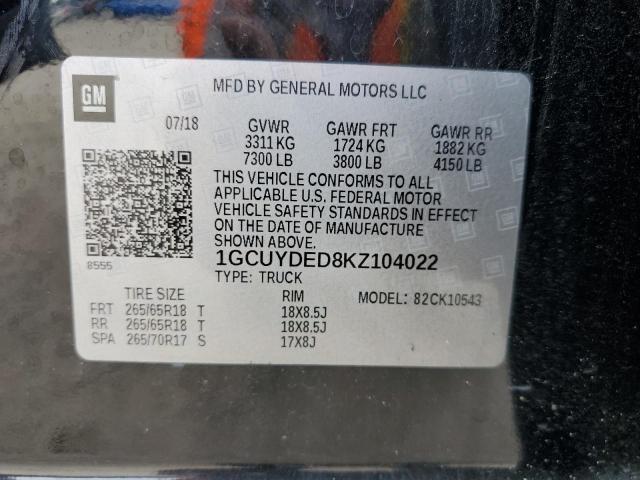 GM
MFD BY GENERAL MOTORS LLC
07/18 GVWR GAWR FRT GAWR RR
3311 KG 1724 KG 1882 KG
7300 LB 3800 LB 4150 LB
THIS VEHICLE CONFORMS TO ALL
APPLICABLE U.S. FEDERAL MOTOR
VEHICLE SAFETY STANDARDS IN EFFECT
ON THE DATE OF MANUFACTURE
SHOWN ABOVE.
8555
1GCUYDED8KZ104022
TYPE: TRUCK
TIRE SIZE RIM MODEL: 82CK10543
FRT 265/65R18 T 18X8.5J
RR 265/65R18 T 18X8.5J
SPA 265/70R17 S 17X8J